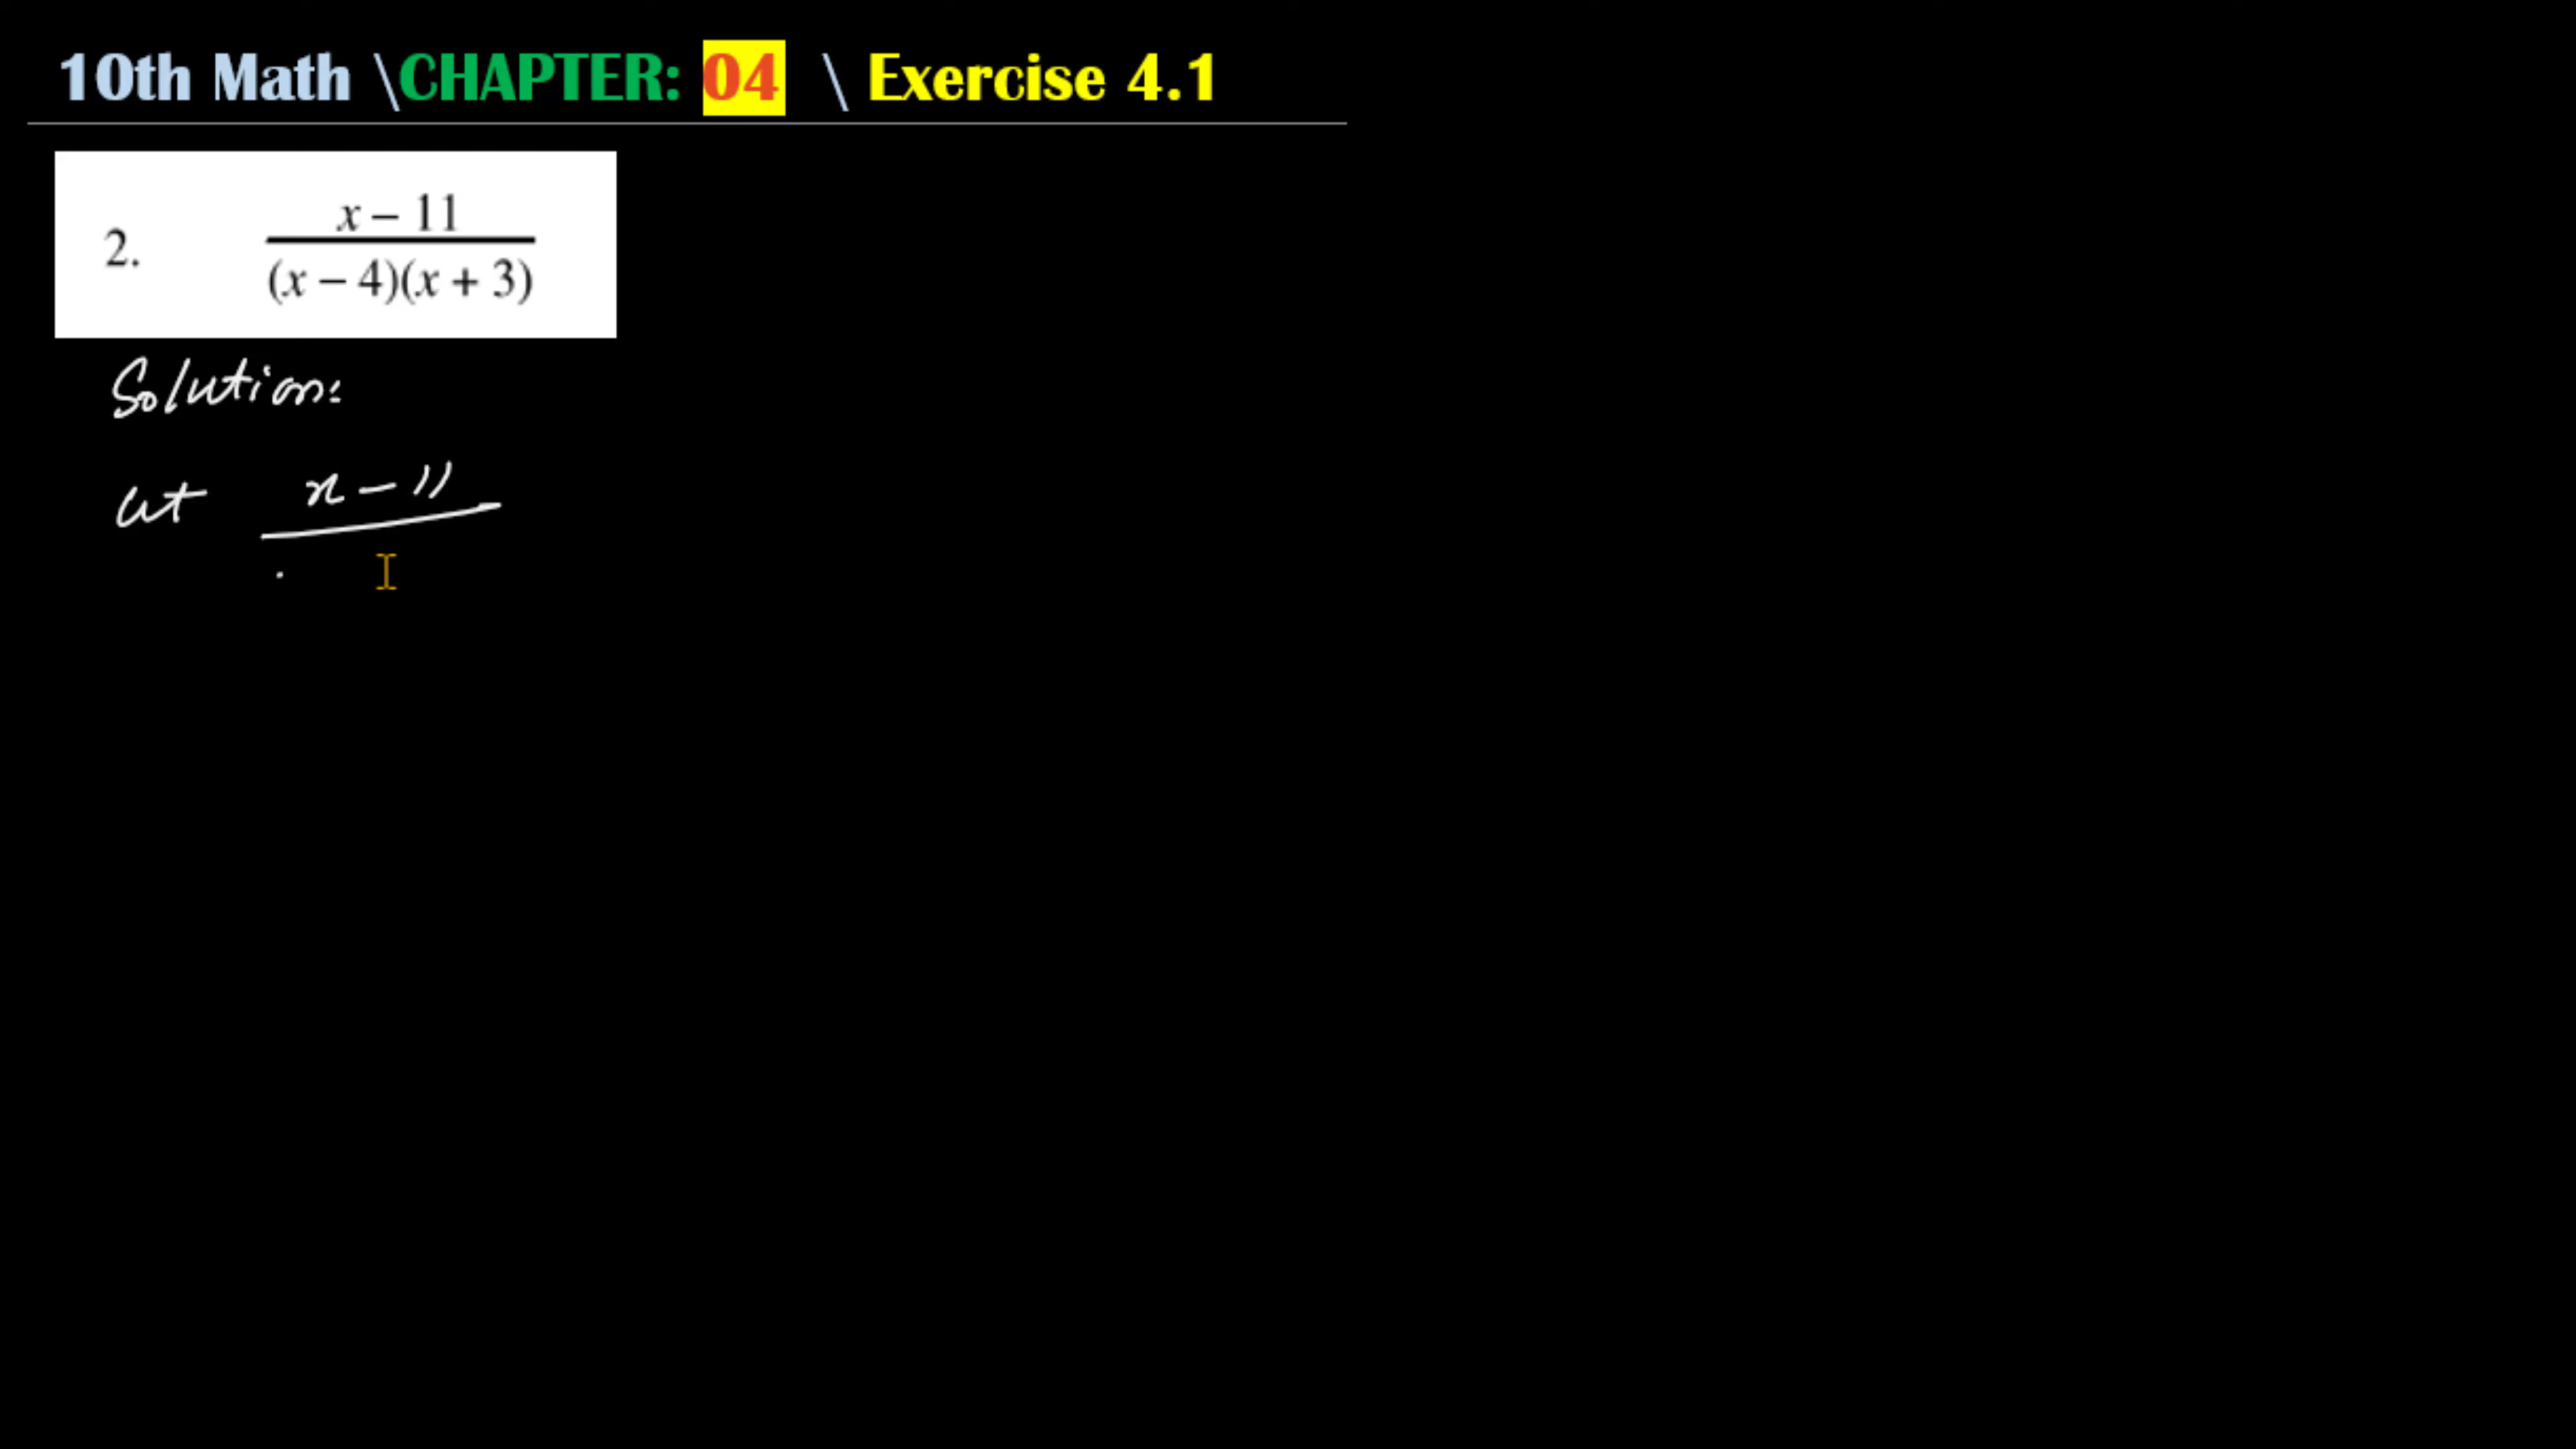 10th Math \CHAPTER: 04 \ Exercise 4.1
2. x – 11
(x – 4)(x + 3)
Solution:
Let x - 11